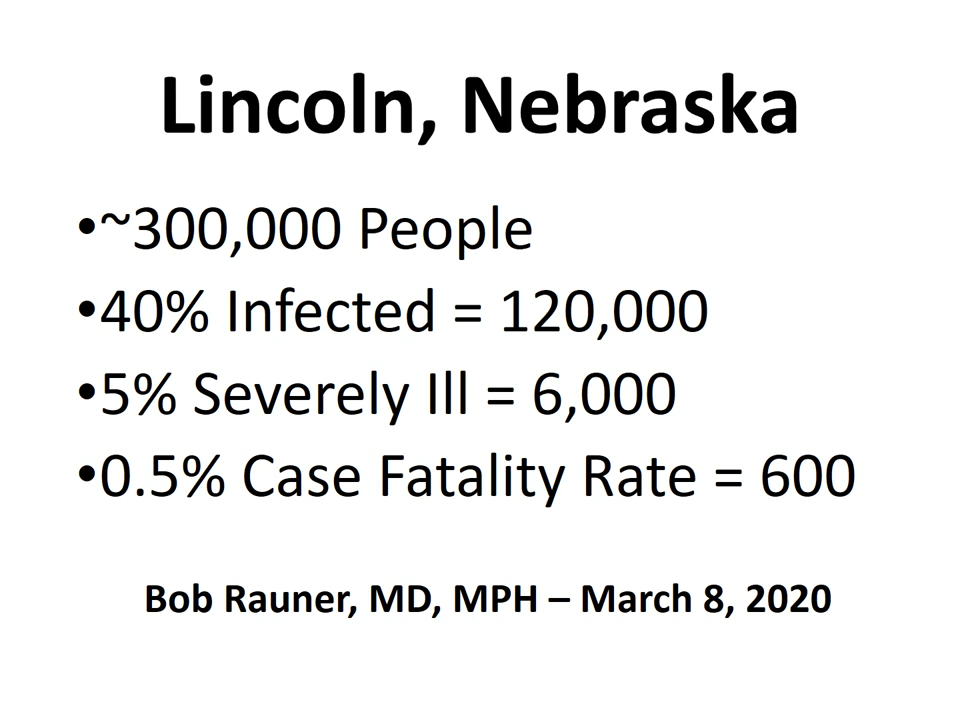 Lincoln, Nebraska
•~300,000 People
•40% Infected = 120,000
•5% Severely Ill = 6,000
•0.5% Case Fatality Rate = 600
Bob Rauner, MD, MPH – March 8, 2020